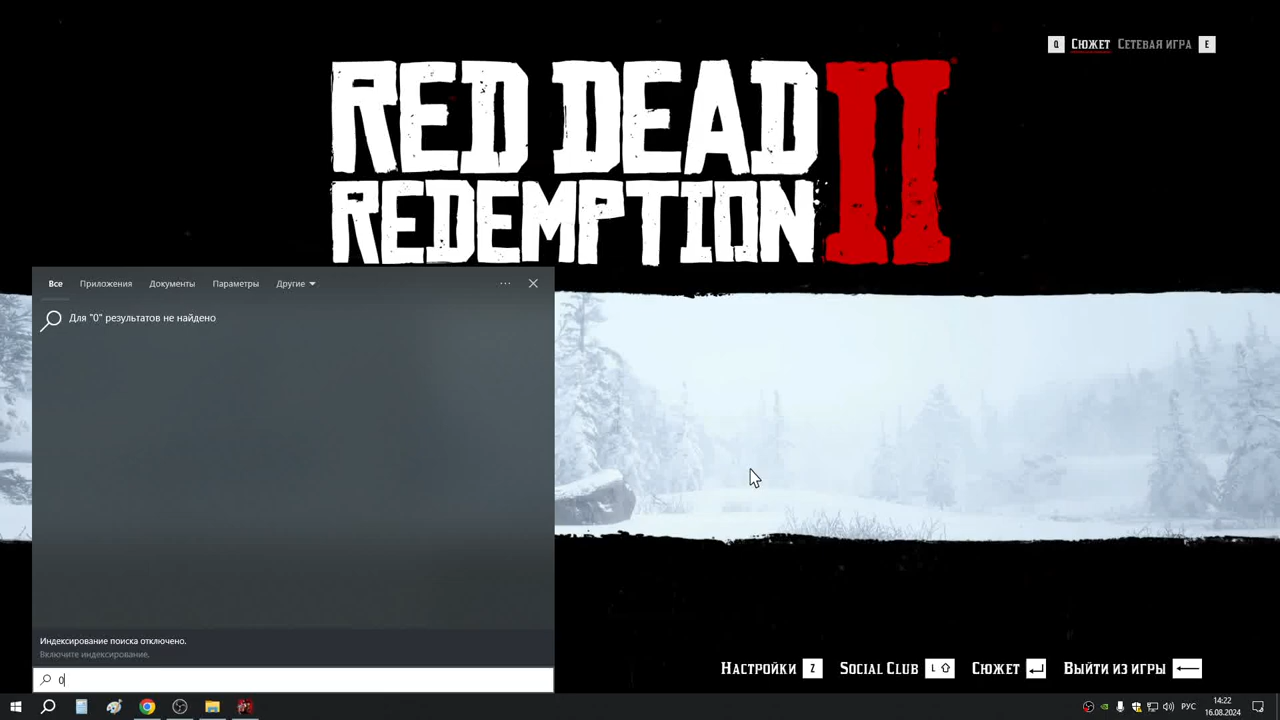 Q Сюжет Сетевая игра E
RED DEAD
REDEMPTION II
Все Приложения Документы Параметры Другие ...
Для "0" результатов не найдено
Индексирование поиска отключено.
Включите индексирование.
0
Настройки Z Social Club L Сюжет Выйти из игры
РУС
14:22
16.08.2024